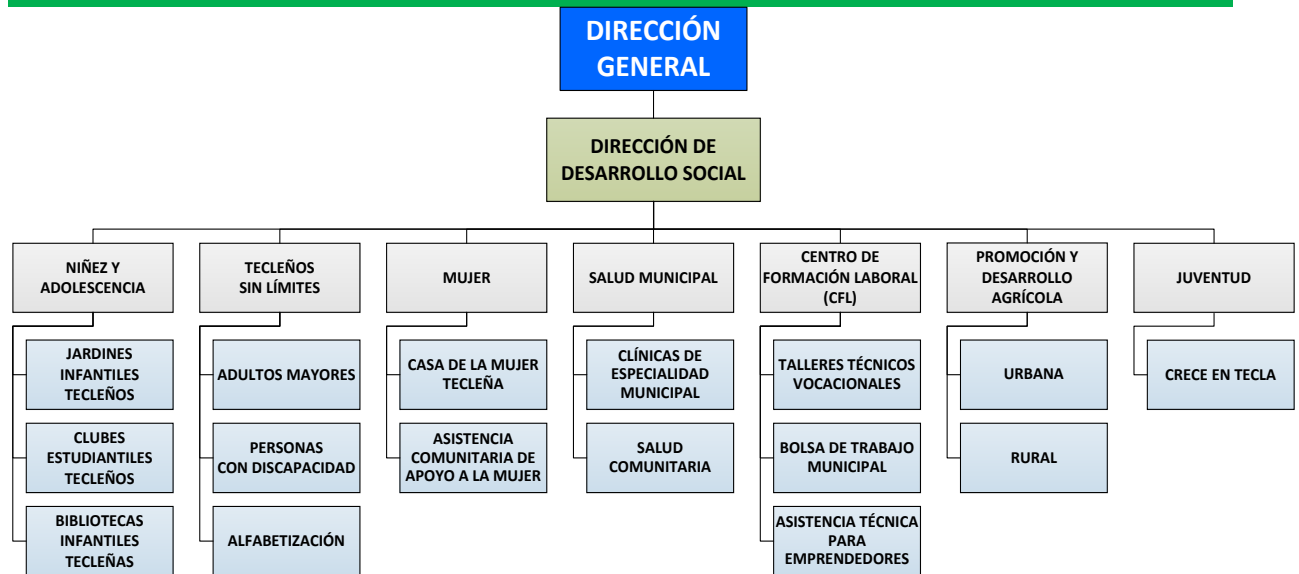 DIRECCIÓN
GENERAL
DIRECCIÓN DE
DESARROLLO SOCIAL
NIÑEZ Y
ADOLESCENCIA
TECLEÑOS
SIN LÍMITES
MUJER
SALUD MUNICIPAL
CENTRO DE
FORMACIÓN LABORAL
(CFL)
PROMOCIÓN Y
DESARROLLO
AGRÍCOLA
JUVENTUD
JARDINES
INFANTILES
TECLEÑOS
ADULTOS MAYORES
CASA DE LA MUJER
TECLEÑA
CLÍNICAS DE
ESPECIALIDAD
MUNICIPAL
TALLERES TÉCNICOS
VOCACIONALES
URBANA
CRECE EN TECLA
CLUBES
ESTUDIANTILES
TECLEÑOS
PERSONAS
CON DISCAPACIDAD
ASISTENCIA
COMUNITARIA DE
APOYO A LA MUJER
SALUD
COMUNITARIA
BOLSA DE TRABAJO
MUNICIPAL
RURAL
BIBLIOTECAS
INFANTILES
TECLEÑAS
ALFABETIZACIÓN
ASISTENCIA TÉCNICA
PARA
EMPRENDEDORES